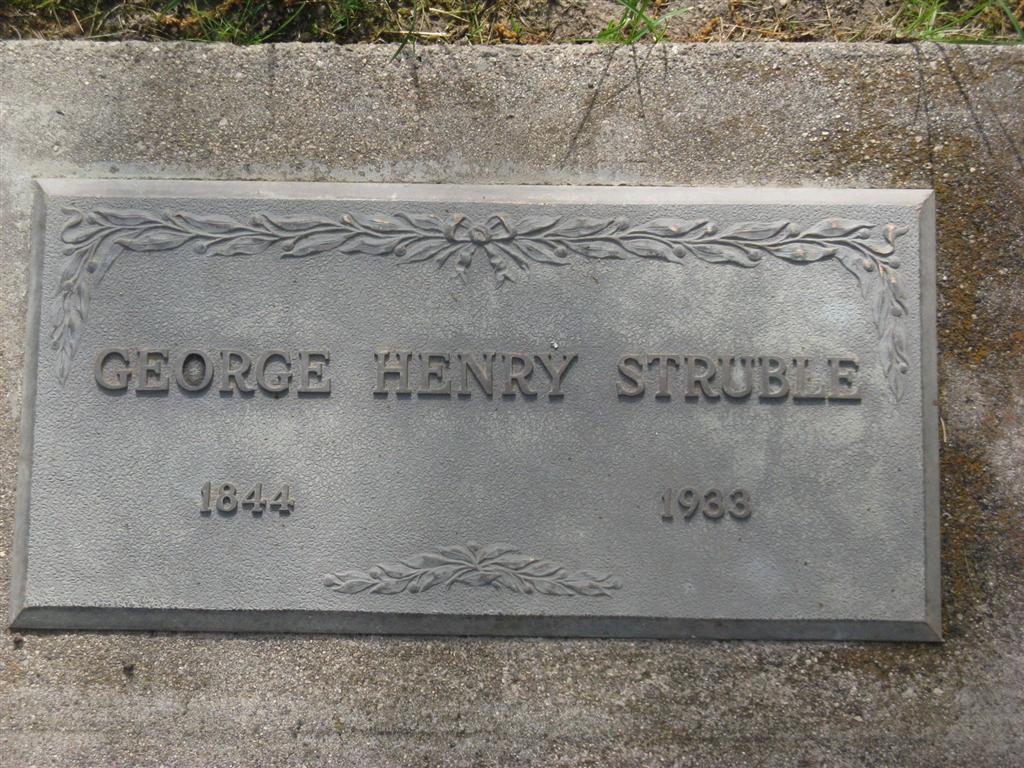 GEORGE HENRY STRUBLE
1844 1933